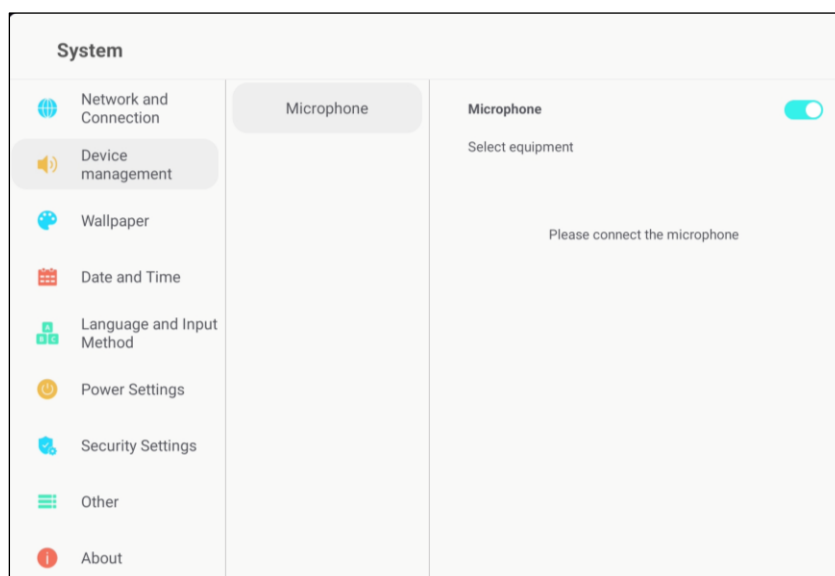 System
Network and
Connection
Device
management
Wallpaper
Date and Time
Language and Input
Method
Power Settings
Security Settings
Other
About
Microphone
Microphone
Select equipment
Please connect the microphone